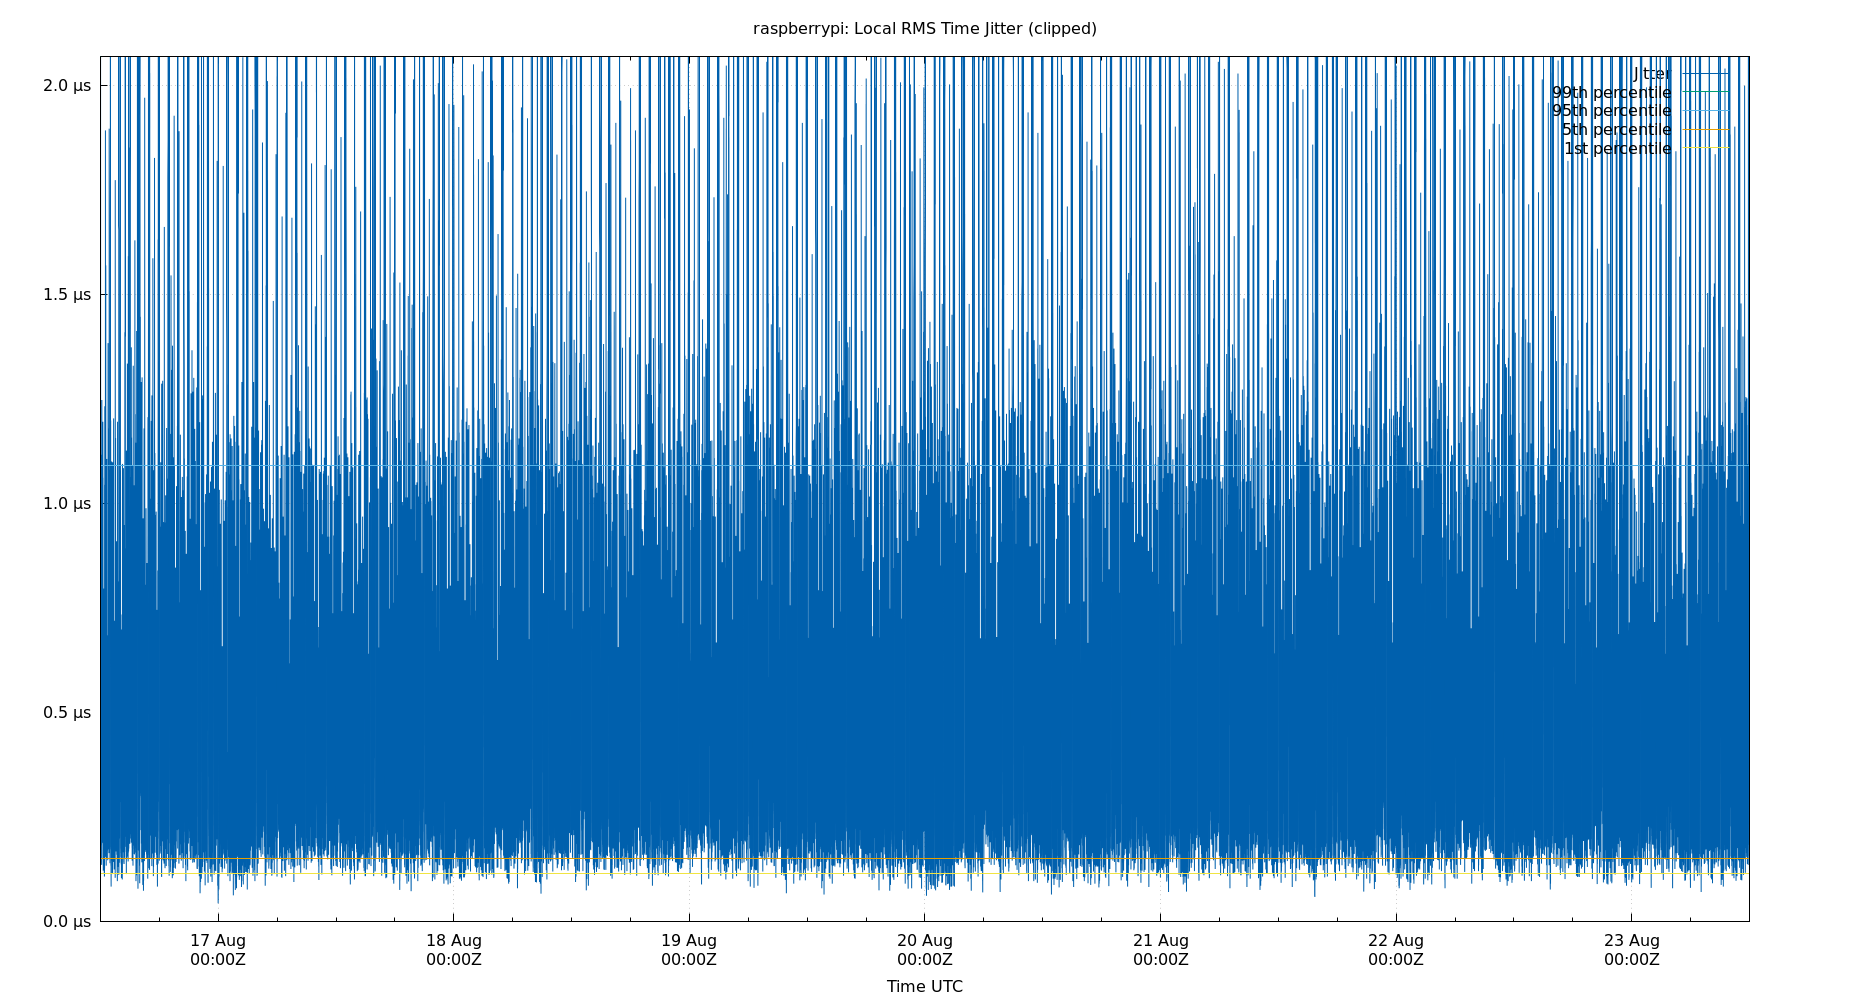 raspberrypi: Local RMS Time Jitter (clipped)
Jitter
99th percentile
95th percentile
5th percentile
1st percentile
2.0 µs
1.5 µs
1.0 µs
0.5 µs
0.0 µs
17 Aug 18 Aug 19 Aug 20 Aug 21 Aug 22 Aug 23 Aug
00:00Z 00:00Z 00:00Z 00:00Z 00:00Z 00:00Z 00:00Z
Time UTC